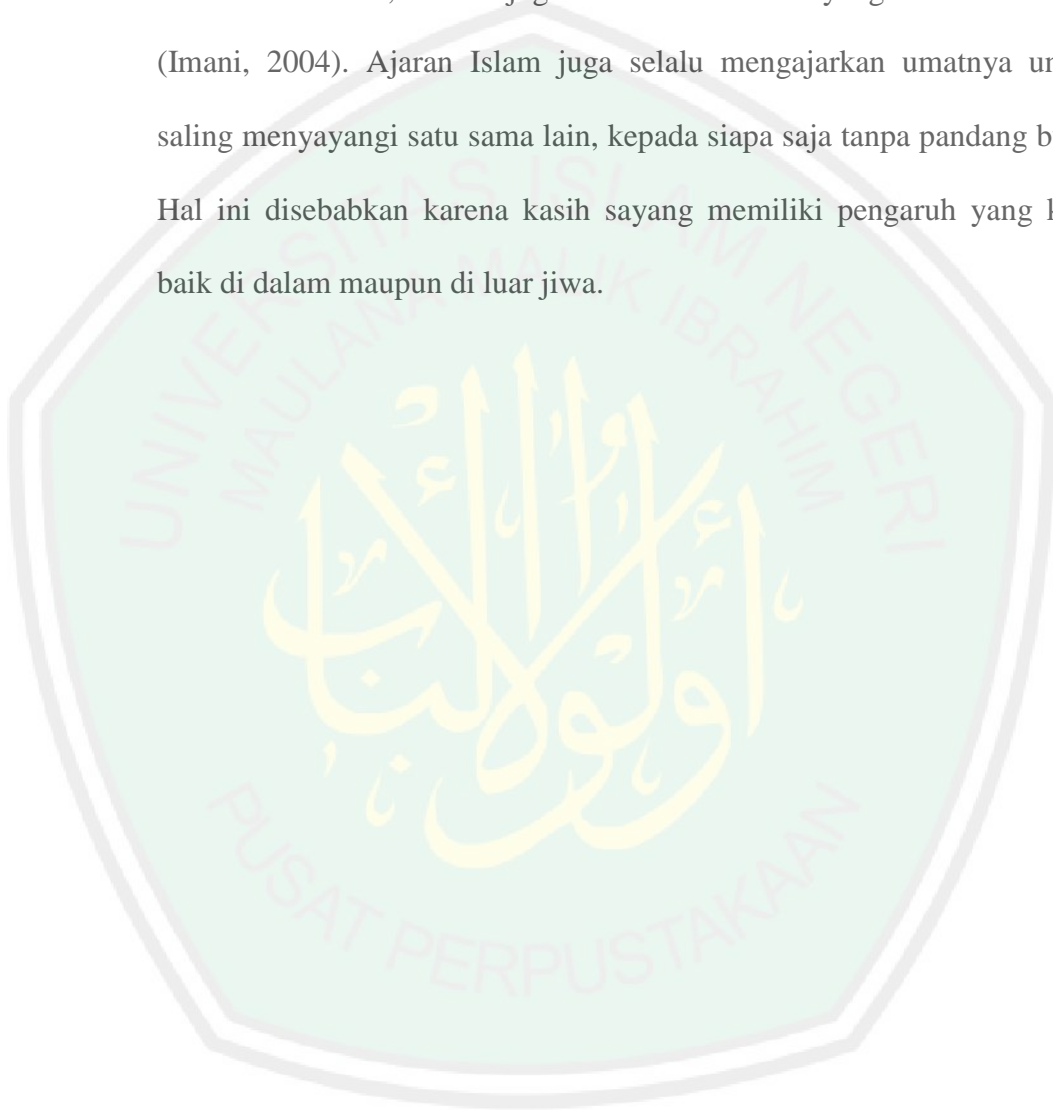 (Imani, 2004). Ajaran Islam juga selalu mengajarkan umatnya
saling menyayangi satu sama lain, kepada siapa saja tanpa pandang
Hal ini disebabkan karena kasih sayang memiliki pengaruh yang
baik di dalam maupun di luar jiwa.
UNIVERSITAS ISLAM NEGERI
MAULANA MALIK IBRAHIM
أولوا الألباب
PUSAT PERPUSTAKAAN